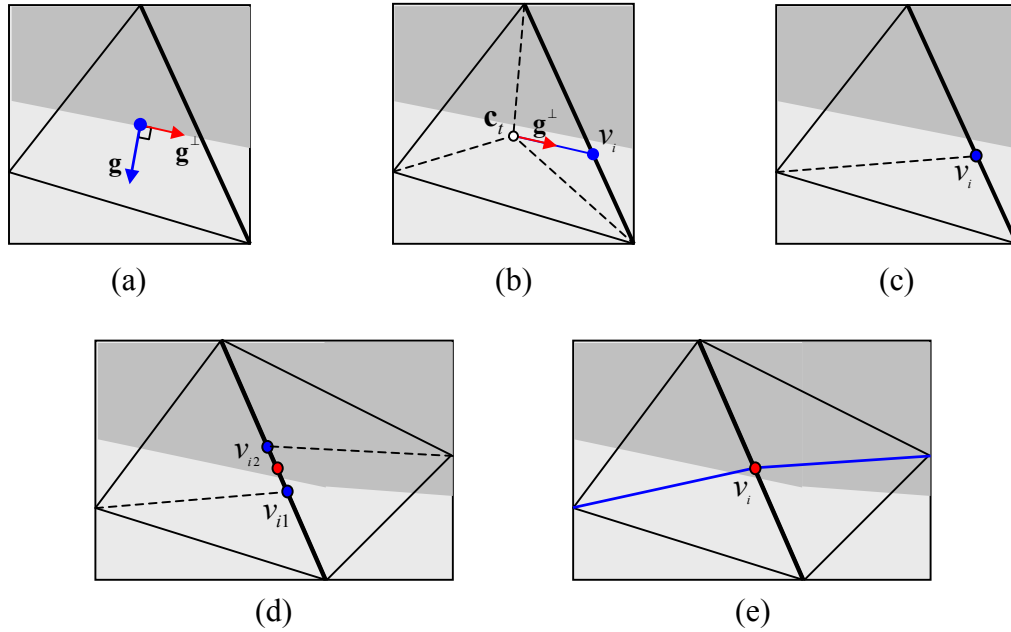 g
g⊥
(a)
c_t
g⊥
v_i
(b)
v_i
(c)
v_i2
v_i1
(d)
v_i
(e)